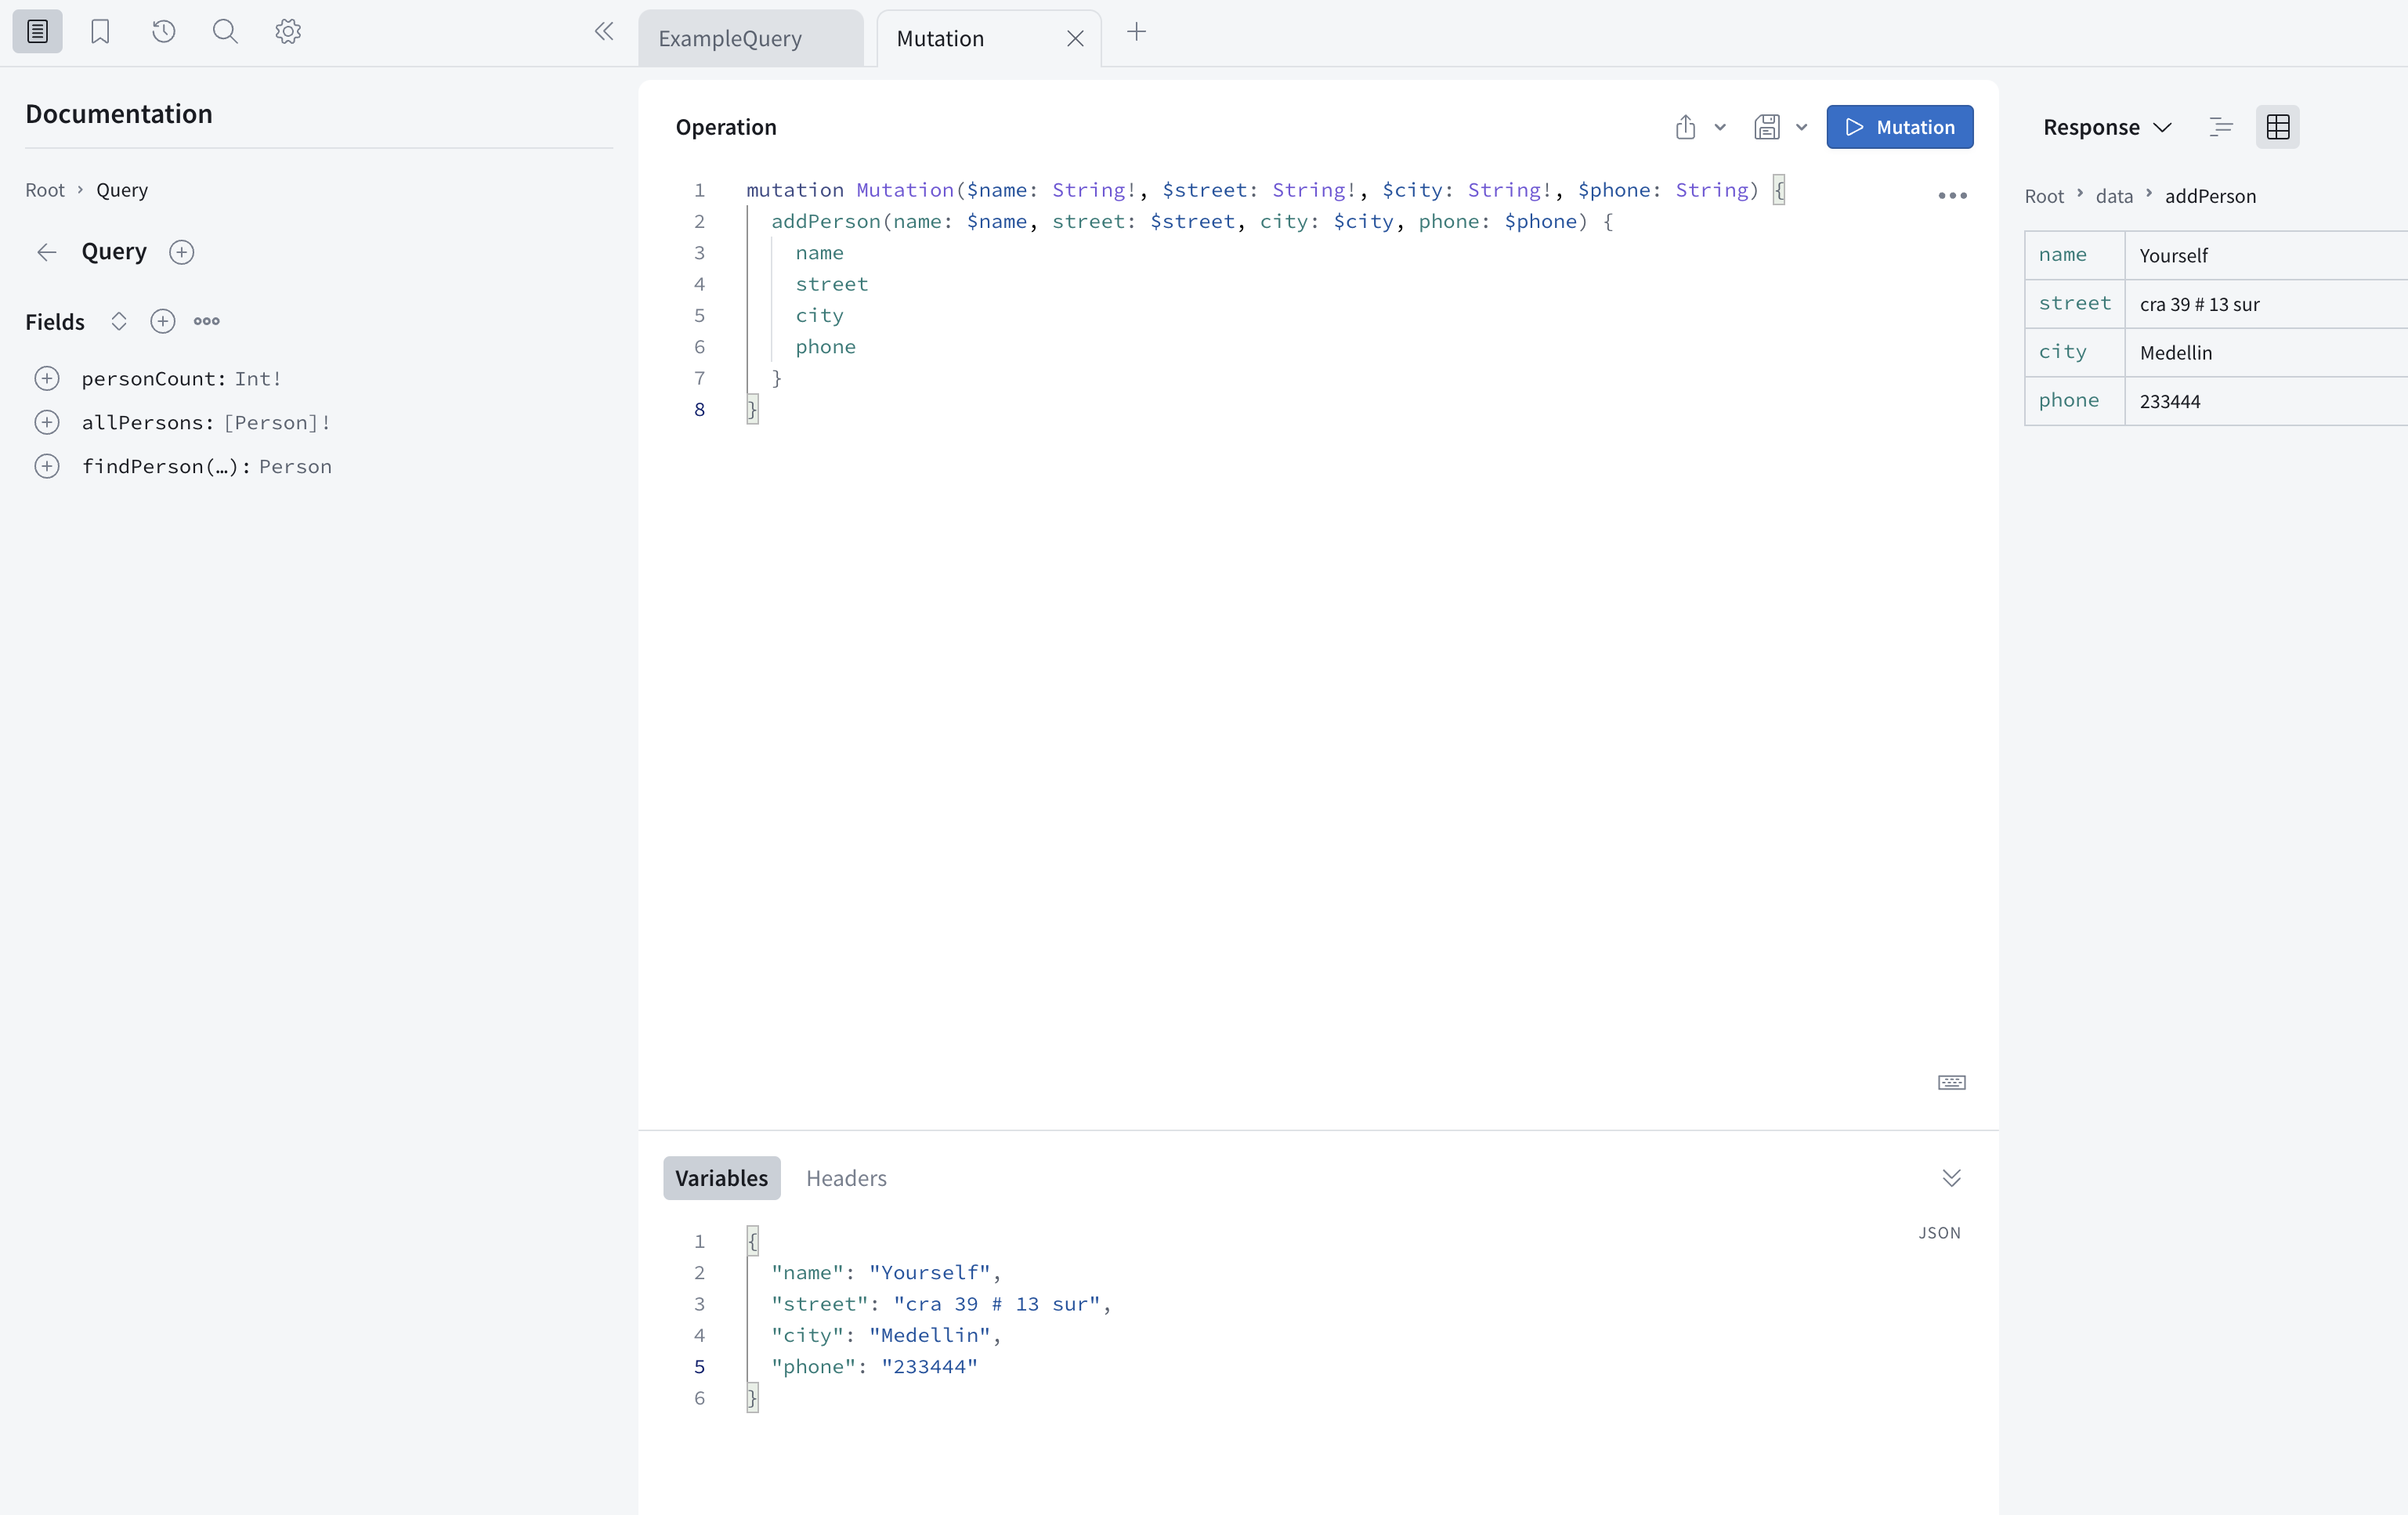 ExampleQuery
Mutation
Documentation
Root › Query
Query
Fields
personCount: Int!
allPersons: [Person]!
findPerson(…): Person
Operation
Mutation
1 mutation Mutation($name: String!, $street: String!, $city: String!, $phone: String) {
2 addPerson(name: $name, street: $street, city: $city, phone: $phone) {
3 name
4 street
5 city
6 phone
7 }
8 }
Variables
Headers
JSON
1 {
2 "name": "Yourself",
3 "street": "cra 39 # 13 sur",
4 "city": "Medellin",
5 "phone": "233444"
6 }
Response
Root › data › addPerson
name Yourself
street cra 39 # 13 sur
city Medellin
phone 233444